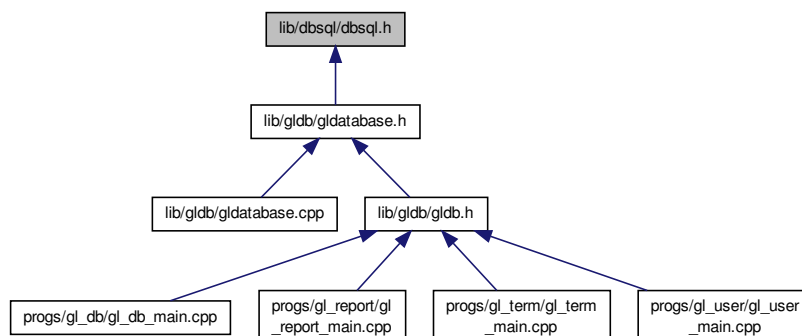 lib/dbsql/dbsql.h
lib/gldb/gldatabase.h
lib/gldb/gldatabase.cpp
lib/gldb/gldb.h
progs/gl_db/gl_db_main.cpp
progs/gl_report/gl
_report_main.cpp
progs/gl_term/gl_term
_main.cpp
progs/gl_user/gl_user
_main.cpp